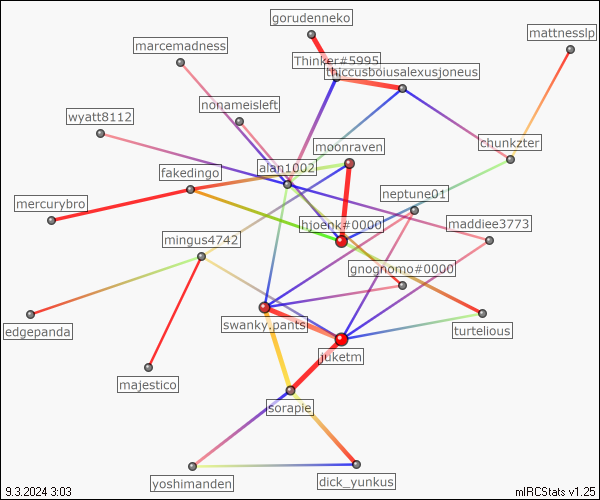 gorudenneko
mattnesslp
marcemadness
Thinker#5995
thiccusboiusalexusjoneus
nonameisleft
wyatt8112
moonraven
chunkzter
alan1002
fakedingo
neptune01
mercurybro
hjoenk#0000
maddiee3773
mingus4742
gnognomo#0000
swanky.pants
edgepanda
turtelious
juketm
majestico
sorapie
yoshimanden
dick_yunkus
9.3.2024 3:03
mIRCStats v1.25